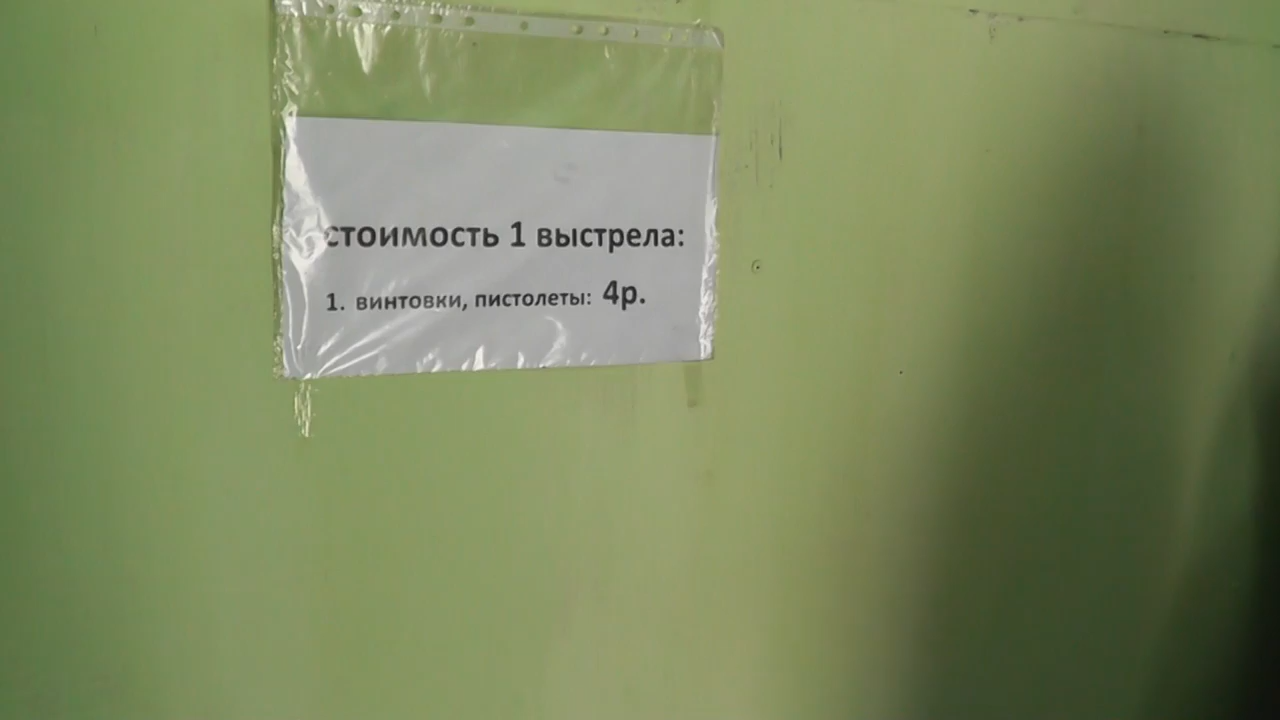 стоимость 1 выстрела:
1. винтовки, пистолеты: 4р.